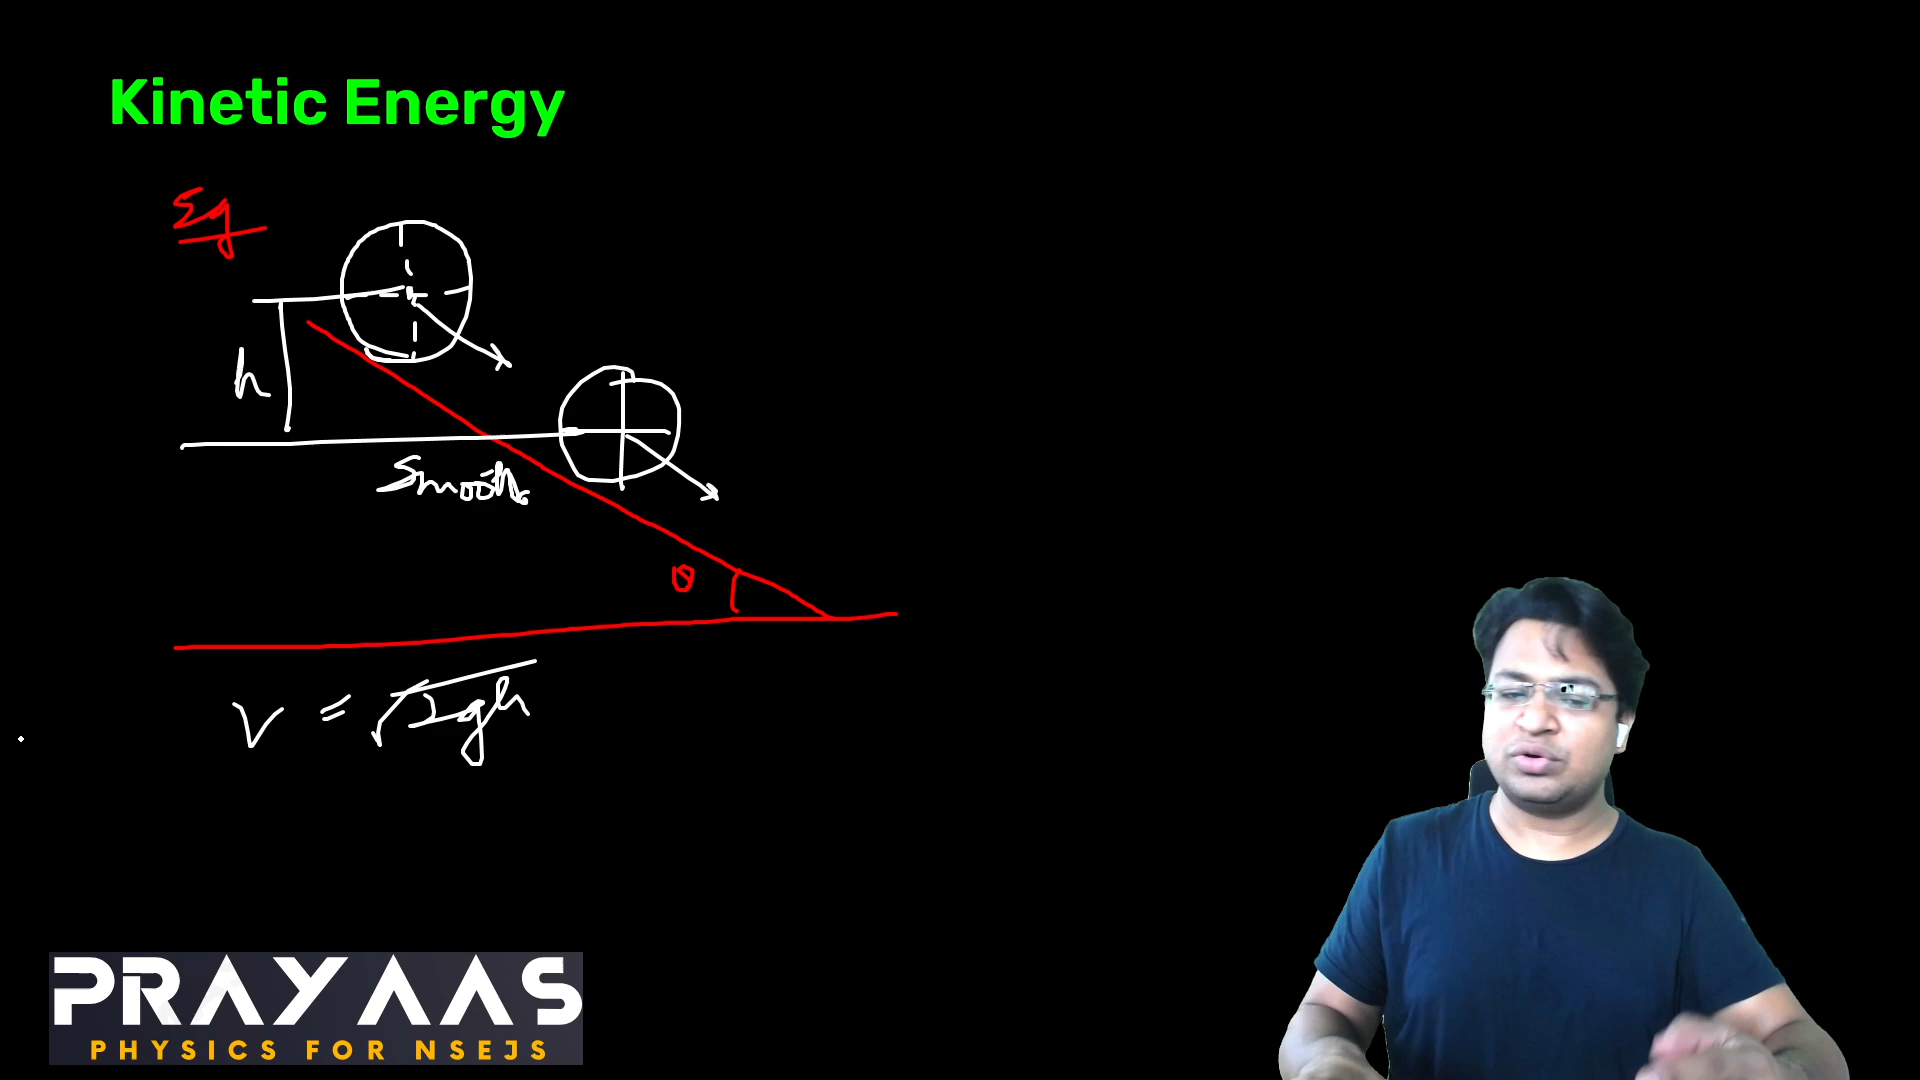 Kinetic Energy
Eg
h
Smooth
θ
v = √2gh
PRAYAAS
PHYSICS FOR NSEJS